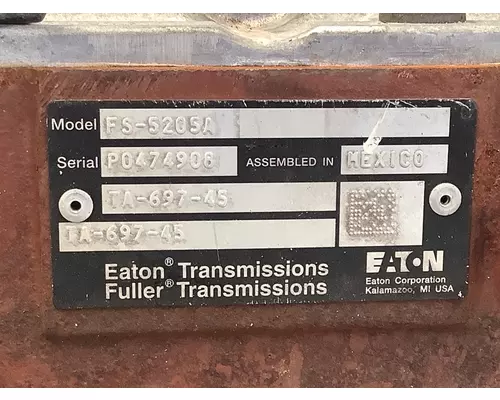 Model FS-5205A
Serial P0474908 ASSEMBLED IN MEXICO
TA-697-45
TA-697-45
Eaton® Transmissions
Fuller® Transmissions
EATON
Eaton Corporation
Kalamazoo, MI USA